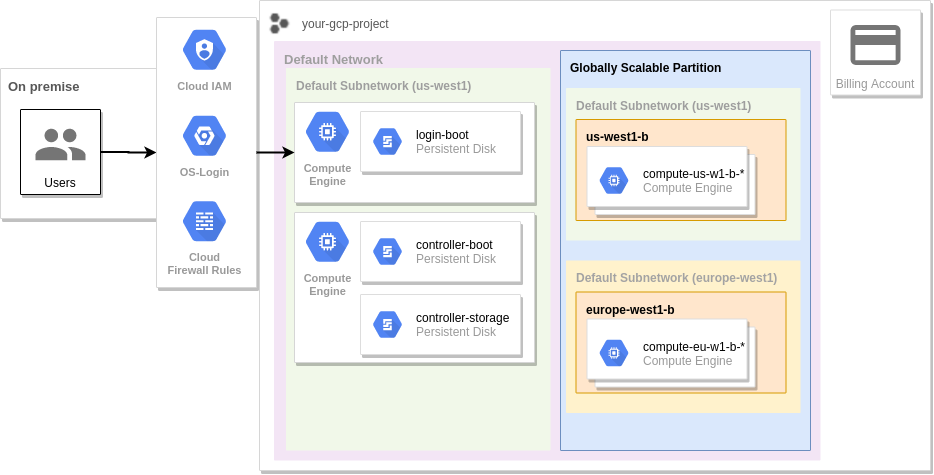 On premise
Users
Cloud IAM
OS-Login
Cloud
Firewall Rules
your-gcp-project
Default Network
Default Subnetwork (us-west1)
Compute
Engine
login-boot
Persistent Disk
Compute
Engine
controller-boot
Persistent Disk
controller-storage
Persistent Disk
Globally Scalable Partition
Default Subnetwork (us-west1)
us-west1-b
compute-us-w1-b-*
Compute Engine
Default Subnetwork (europe-west1)
europe-west1-b
compute-eu-w1-b-*
Compute Engine
Billing Account